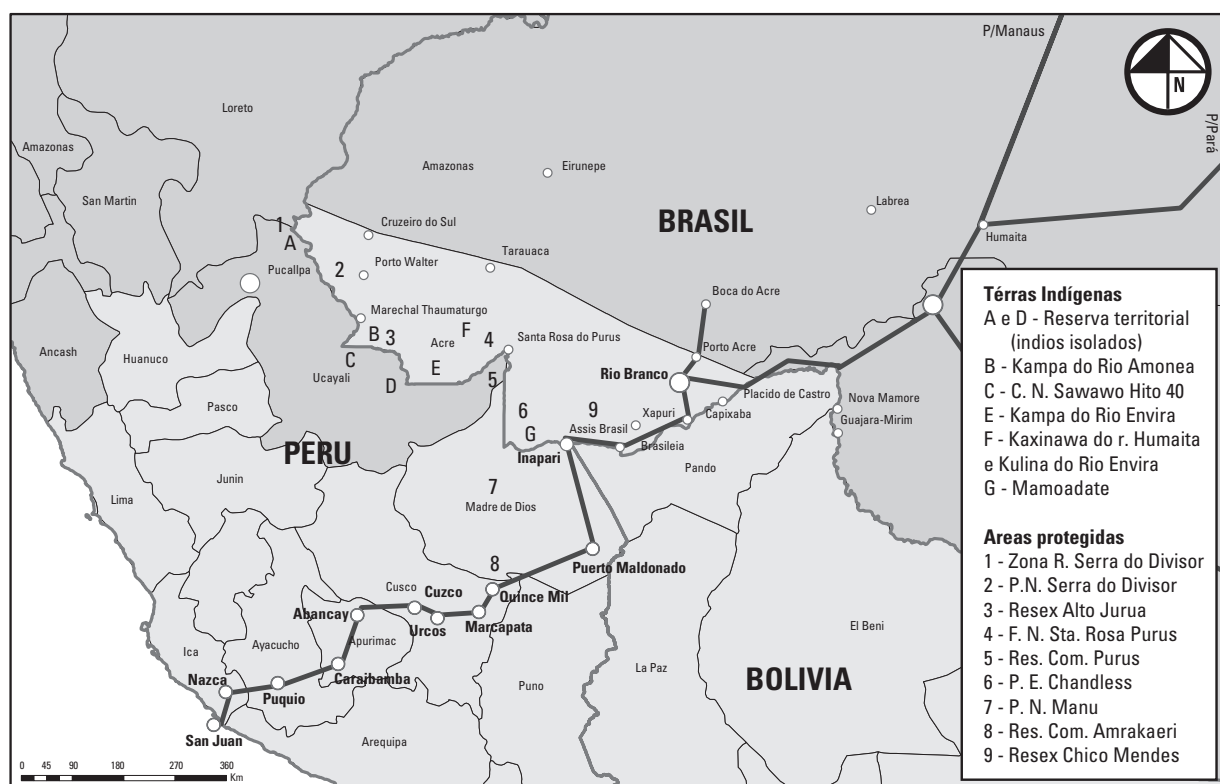 P/Manaus
N
P/Pará
Loreto
Amazonas
San Martin
Amazonas
Eirunepe
Labrea
BRASIL
Humaita
1
A
Cruzeiro do Sul
Tarauaca
Pucallpa
2
Porto Walter
Boca do Acre
Marechal Thaumaturgo
B
3
F
Acre
4
Santa Rosa do Purus
Porto Acre
Ancash
Huanuco
C
Ucayali
D
E
5
Rio Branco
Placido de Castro
Nova Mamore
Pasco
6
9
Xapuri
Capixaba
Guajara-Mirim
G
Assis Brasil
Brasileia
Inapari
Pando
PERU
Junin
Lima
7
Madre de Dios
Puerto Maldonado
8
Cusco
Cuzco
Quince Mil
Abancay
Urcos
Marcapata
Ayacucho
Apurimac
Ica
El Beni
La Paz
BOLIVIA
Nazca
Puquio
Caraibamba
Puno
San Juan
Arequipa
0 45 90 180 270 360
Km
Térras Indígenas
A e D - Reserva territorial
(indios isolados)
B - Kampa do Rio Amonea
C - C. N. Sawawo Hito 40
E - Kampa do Rio Envira
F - Kaxinawa do r. Humaita
e Kulina do Rio Envira
G - Mamoadate
Areas protegidas
1 - Zona R. Serra do Divisor
2 - P.N. Serra do Divisor
3 - Resex Alto Jurua
4 - F. N. Sta. Rosa Purus
5 - Res. Com. Purus
6 - P. E. Chandless
7 - P. N. Manu
8 - Res. Com. Amrakaeri
9 - Resex Chico Mendes